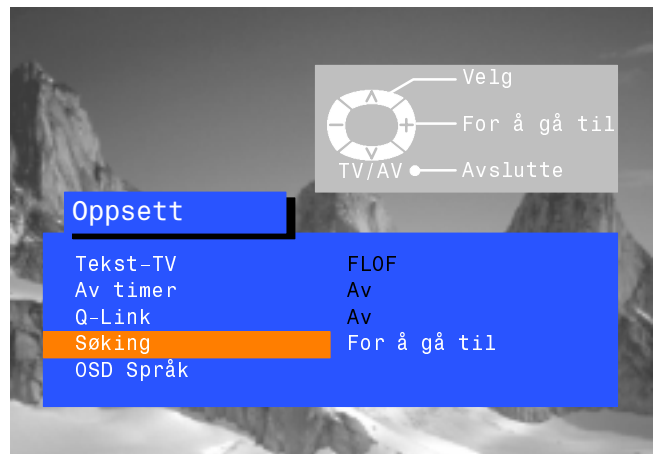 Velg
For å gå til
TV/AV Avslutte
Oppsett
Tekst-TV FLOF
Av timer Av
Q-Link Av
Søking For å gå til
OSD Språk